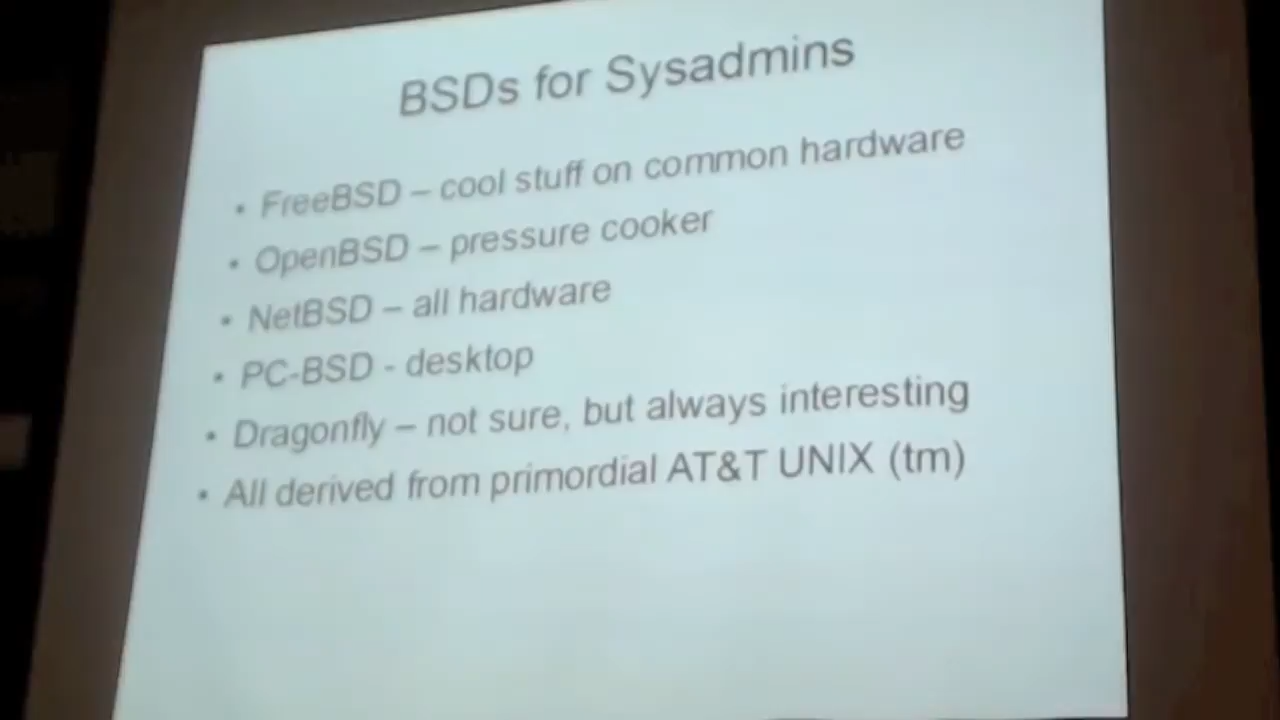 BSDs for Sysadmins
• FreeBSD – cool stuff on common hardware
• OpenBSD – pressure cooker
• NetBSD – all hardware
• PC-BSD - desktop
• Dragonfly – not sure, but always interesting
• All derived from primordial AT&T UNIX (tm)